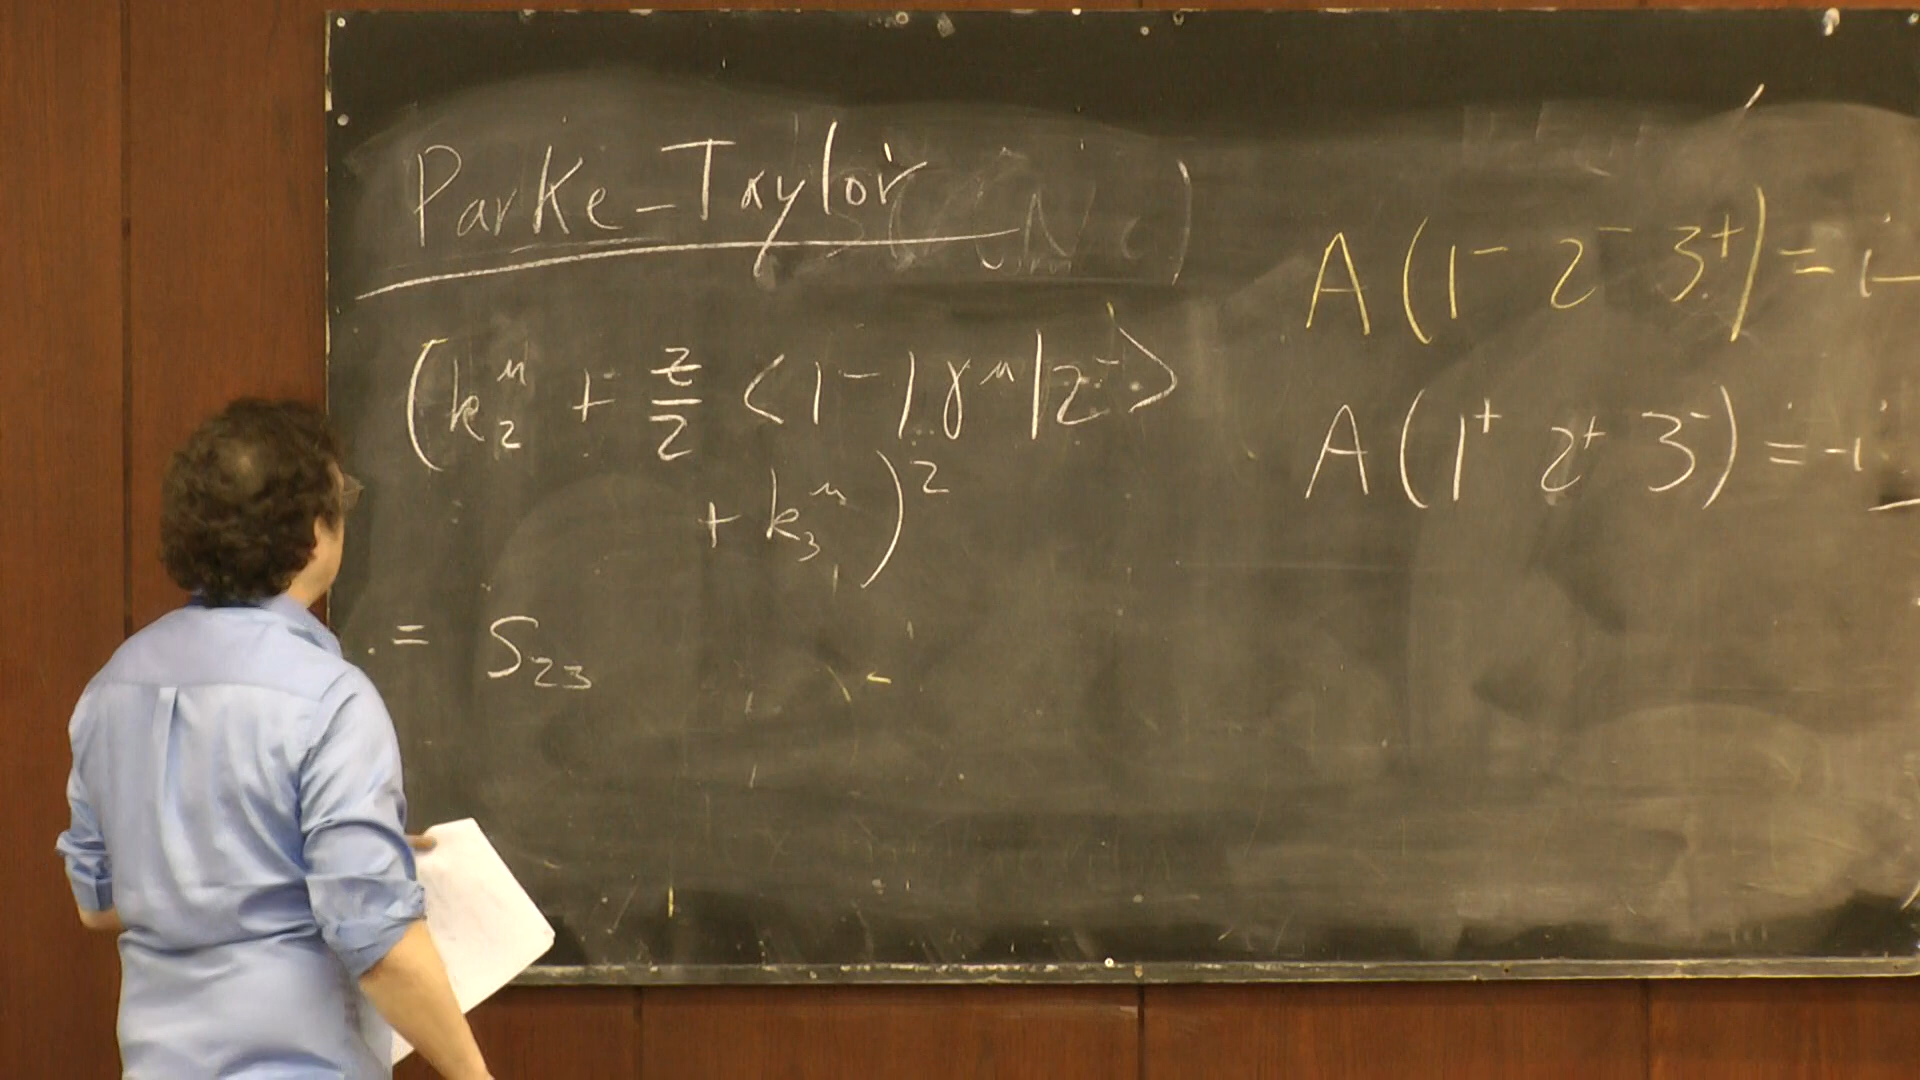 Parke-Taylor
(k₂^μ + z/2 <1^-|γ^μ|2^->
+ k₃^μ)²
= S₂₃
A(1^- 2^- 3^+) = i
A(1^+ 2^+ 3^-) = -i